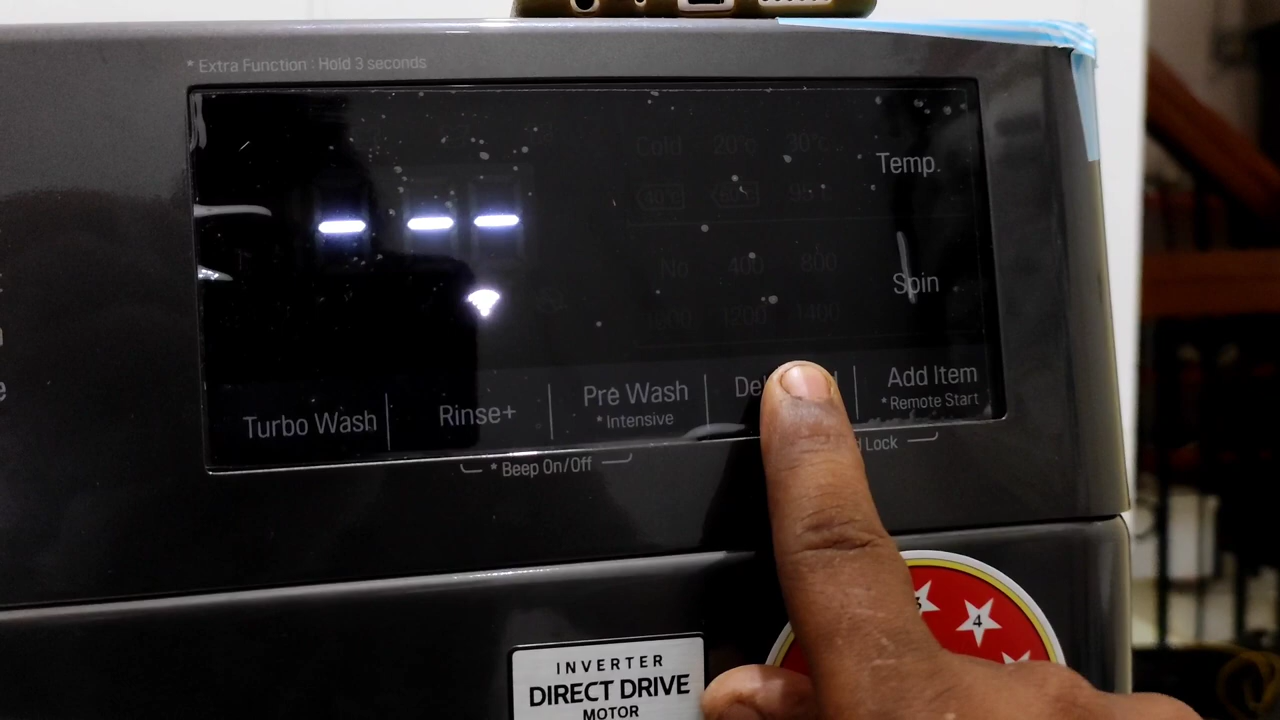 * Extra Function : Hold 3 seconds
Cold 20°c 30°c
40°c 60°c 95°c
Temp.
No 400 800
1200 1400
Spin
Turbo Wash
Rinse+
Pre Wash
* Intensive
Add Item
* Remote Start
* Beep On/Off
Lock
INVERTER
DIRECT DRIVE
MOTOR
4